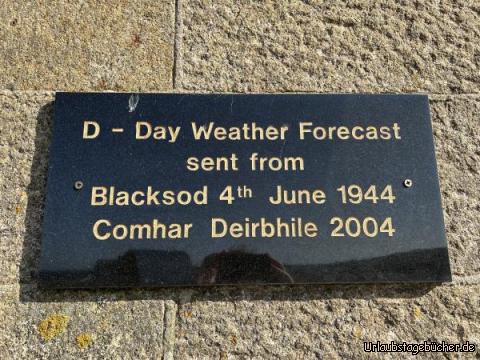 D - Day Weather Forecast
sent from
Blacksod 4th June 1944
Comhar Deirbhile 2004
Urlaubstagebücher.de